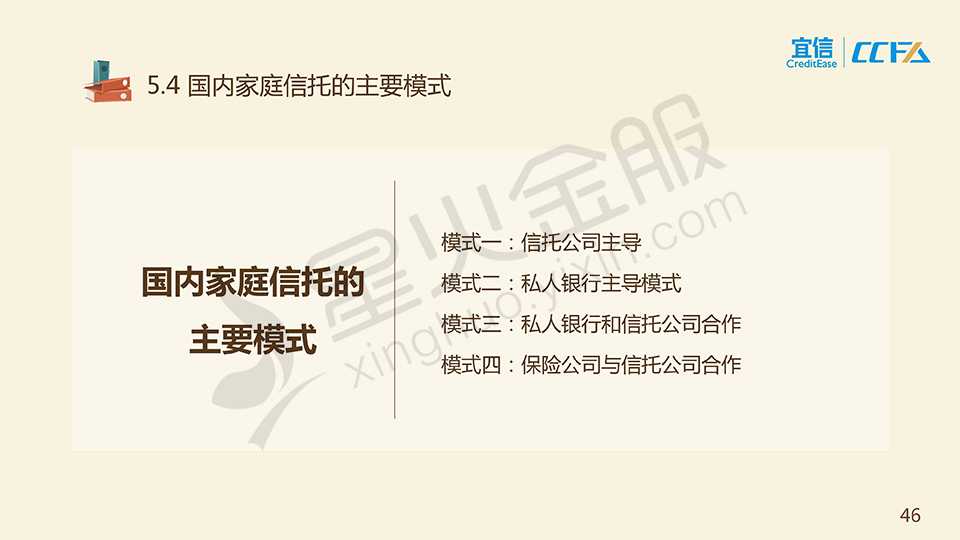 宜信
CreditEase
CCFA
5.4 国内家庭信托的主要模式
国内家庭信托的
主要模式
模式一：信托公司主导
模式二：私人银行主导模式
模式三：私人银行和信托公司合作
模式四：保险公司与信托公司合作
星火金服
xinghuo.yixin.com
46